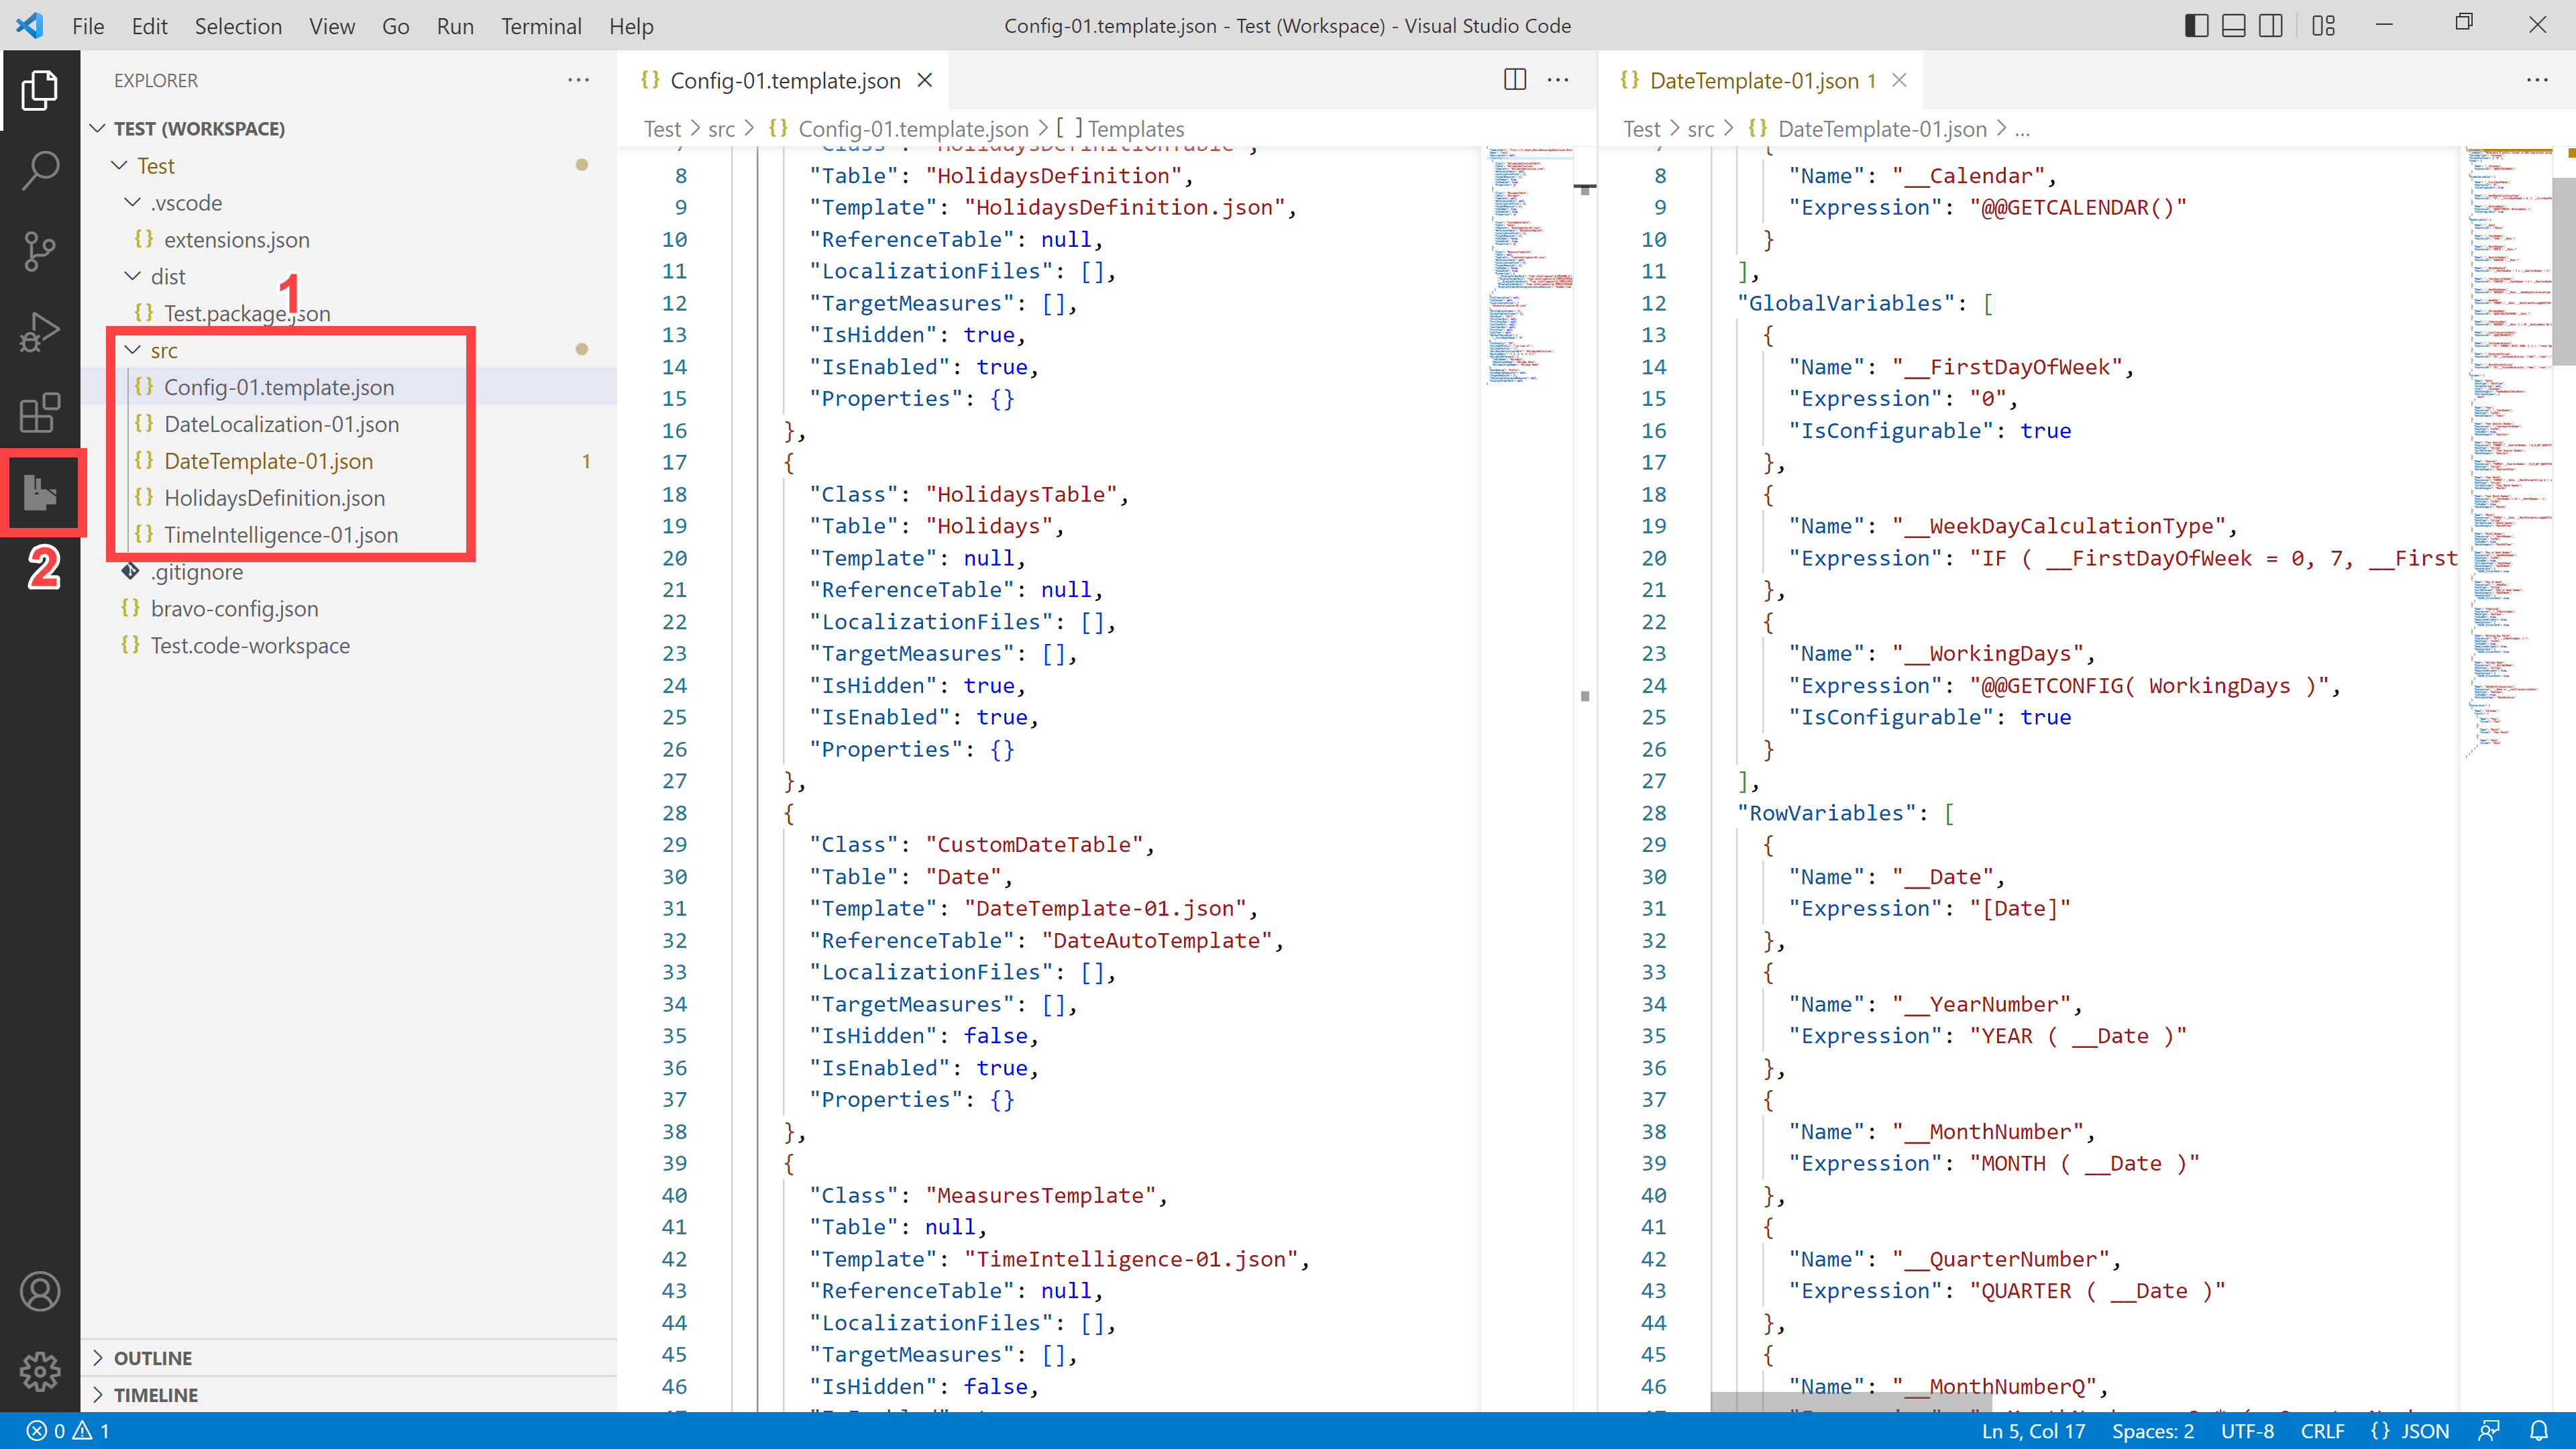 File Edit Selection View Go Run Terminal Help
Config-01.template.json - Test (Workspace) - Visual Studio Code
EXPLORER
TEST (WORKSPACE)
Test
.vscode
{} extensions.json
dist
1
{} Test.package.json
src
{} Config-01.template.json
{} DateLocalization-01.json
{} DateTemplate-01.json 1
{} HolidaysDefinition.json
{} TimeIntelligence-01.json
2
.gitignore
{} bravo-config.json
{} Test.code-workspace
OUTLINE
TIMELINE
{} Config-01.template.json
Test > src > {} Config-01.template.json > [ ] Templates
7 "Class": "HolidaysDefinitionTable",
8 "Table": "HolidaysDefinition",
9 "Template": "HolidaysDefinition.json",
10 "ReferenceTable": null,
11 "LocalizationFiles": [],
12 "TargetMeasures": [],
13 "IsHidden": true,
14 "IsEnabled": true,
15 "Properties": {}
16 },
17 {
18 "Class": "HolidaysTable",
19 "Table": "Holidays",
20 "Template": null,
21 "ReferenceTable": null,
22 "LocalizationFiles": [],
23 "TargetMeasures": [],
24 "IsHidden": true,
25 "IsEnabled": true,
26 "Properties": {}
27 },
28 {
29 "Class": "CustomDateTable",
30 "Table": "Date",
31 "Template": "DateTemplate-01.json",
32 "ReferenceTable": "DateAutoTemplate",
33 "LocalizationFiles": [],
34 "TargetMeasures": [],
35 "IsHidden": false,
36 "IsEnabled": true,
37 "Properties": {}
38 },
39 {
40 "Class": "MeasuresTemplate",
41 "Table": null,
42 "Template": "TimeIntelligence-01.json",
43 "ReferenceTable": null,
44 "LocalizationFiles": [],
45 "TargetMeasures": [],
46 "IsHidden": false,
{} DateTemplate-01.json 1
Test > src > {} DateTemplate-01.json > ...
7 {
8 "Name": "__Calendar",
9 "Expression": "@@GETCALENDAR()"
10 }
11 ],
12 "GlobalVariables": [
13 {
14 "Name": "__FirstDayOfWeek",
15 "Expression": "0",
16 "IsConfigurable": true
17 },
18 {
19 "Name": "__WeekDayCalculationType",
20 "Expression": "IF ( __FirstDayOfWeek = 0, 7, __First
21 },
22 {
23 "Name": "__WorkingDays",
24 "Expression": "@@GETCONFIG( WorkingDays )",
25 "IsConfigurable": true
26 }
27 ],
28 "RowVariables": [
29 {
30 "Name": "__Date",
31 "Expression": "[Date]"
32 },
33 {
34 "Name": "__YearNumber",
35 "Expression": "YEAR ( __Date )"
36 },
37 {
38 "Name": "__MonthNumber",
39 "Expression": "MONTH ( __Date )"
40 },
41 {
42 "Name": "__QuarterNumber",
43 "Expression": "QUARTER ( __Date )"
44 },
45 {
46 "Name": "__MonthNumberQ",
0 1
Ln 5, Col 17 Spaces: 2 UTF-8 CRLF {} JSON